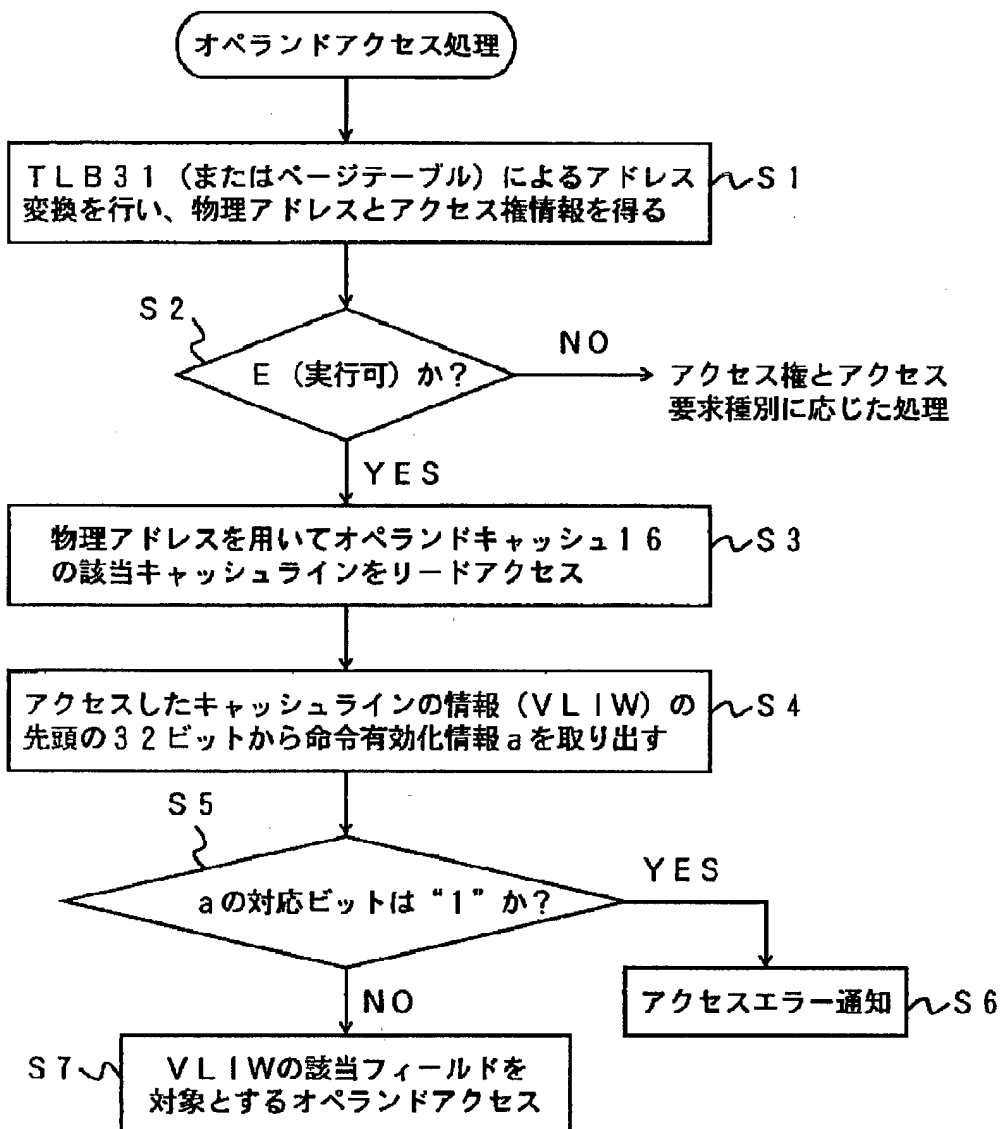 オペランドアクセス処理
TLB31（またはページテーブル）によるアドレス
変換を行い、物理アドレスとアクセス権情報を得る
S1
S2
E（実行可）か？
NO
アクセス権とアクセス
要求種別に応じた処理
YES
物理アドレスを用いてオペランドキャッシュ16
の該当キャッシュラインをリードアクセス
S3
アクセスしたキャッシュラインの情報（VLIW）の
先頭の32ビットから命令有効化情報aを取り出す
S4
S5
aの対応ビットは“1”か？
YES
NO
アクセスエラー通知
S6
S7
VLIWの該当フィールドを
対象とするオペランドアクセス